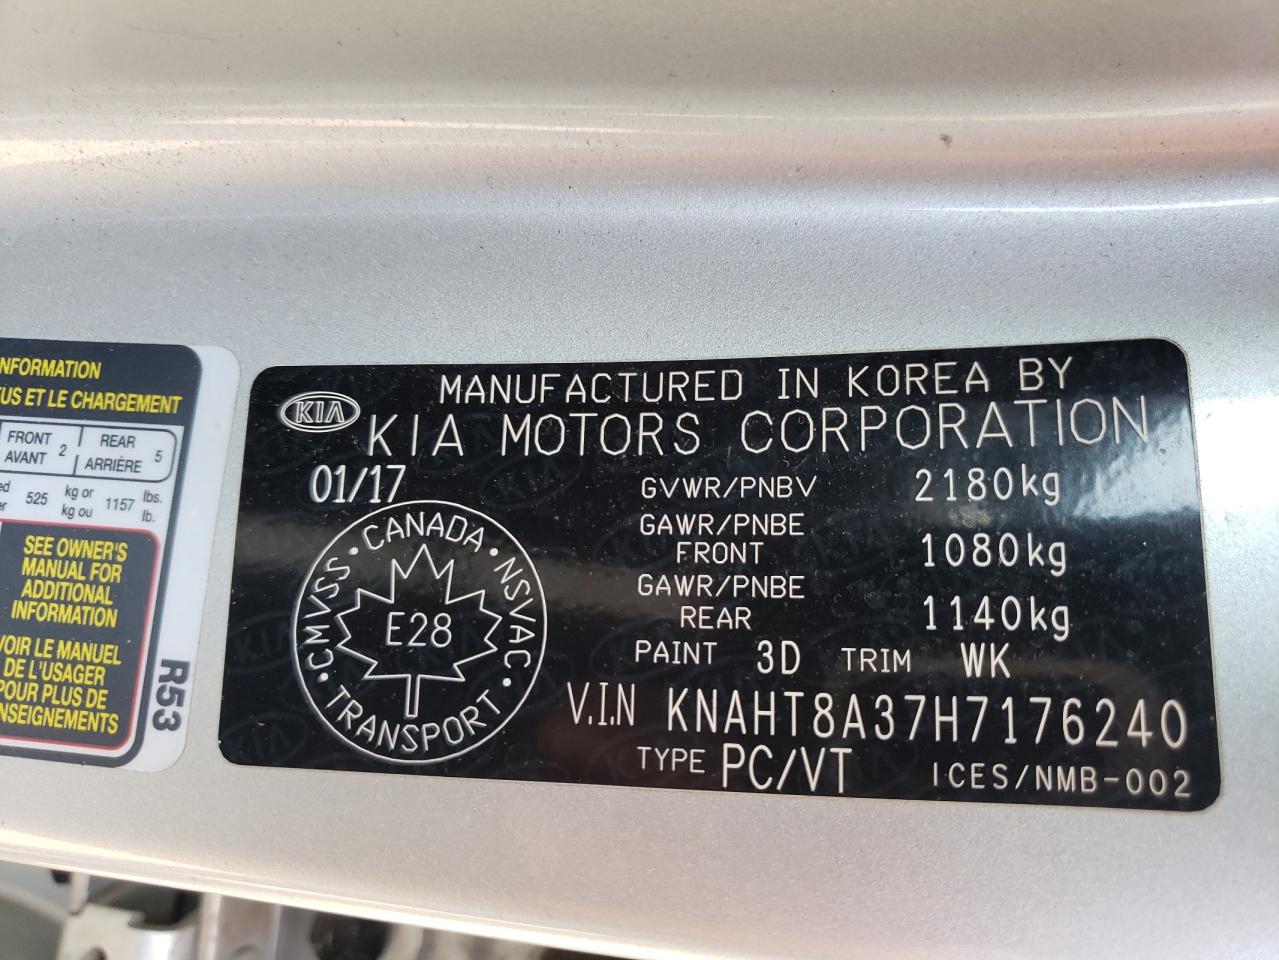 NFORMATION
US ET LE CHARGEMENT
FRONT 2 REAR 5
AVANT ARRIÈRE
525 kg or 1157 lbs.
kg ou lb.
SEE OWNER'S
MANUAL FOR
ADDITIONAL
INFORMATION
VOIR LE MANUEL
DE L'USAGER
POUR PLUS DE
NSEIGNEMENTS
R53
MANUFACTURED IN KOREA BY
KIA KIA MOTORS CORPORATION
01/17
GVWR/PNBV 2180kg
GAWR/PNBE
FRONT 1080kg
GAWR/PNBE
REAR 1140kg
PAINT 3D TRIM WK
V.I.N KNAHT8A37H7176240
TYPE PC/VT ICES/NMB-002
CMVSS · CANADA · NSVAC · TRANSPORT ·
E28